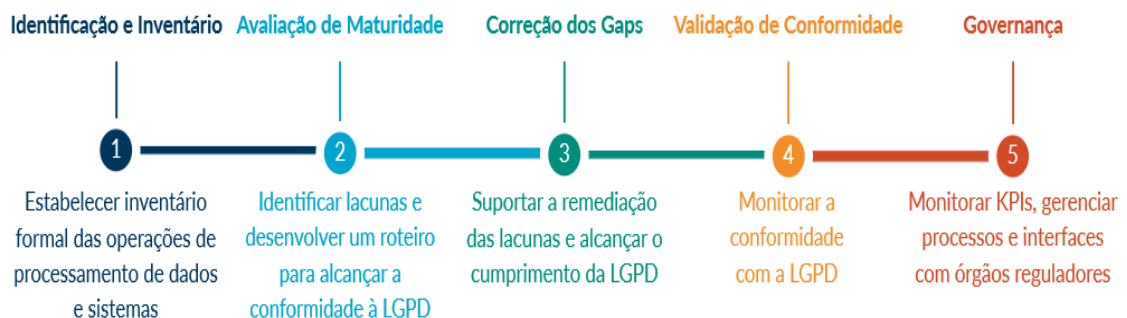 Identificação e Inventário
Avaliação de Maturidade
Correção dos Gaps
Validação de Conformidade
Governança
1
2
3
4
5
Estabelecer inventário
formal das operações de
processamento de dados
e sistemas
Identificar lacunas e
desenvolver um roteiro
para alcançar a
conformidade à LGPD
Suportar a remediação
das lacunas e alcançar o
cumprimento da LGPD
Monitorar a
conformidade
com a LGPD
Monitorar KPIs, gerenciar
processos e interfaces
com órgãos reguladores